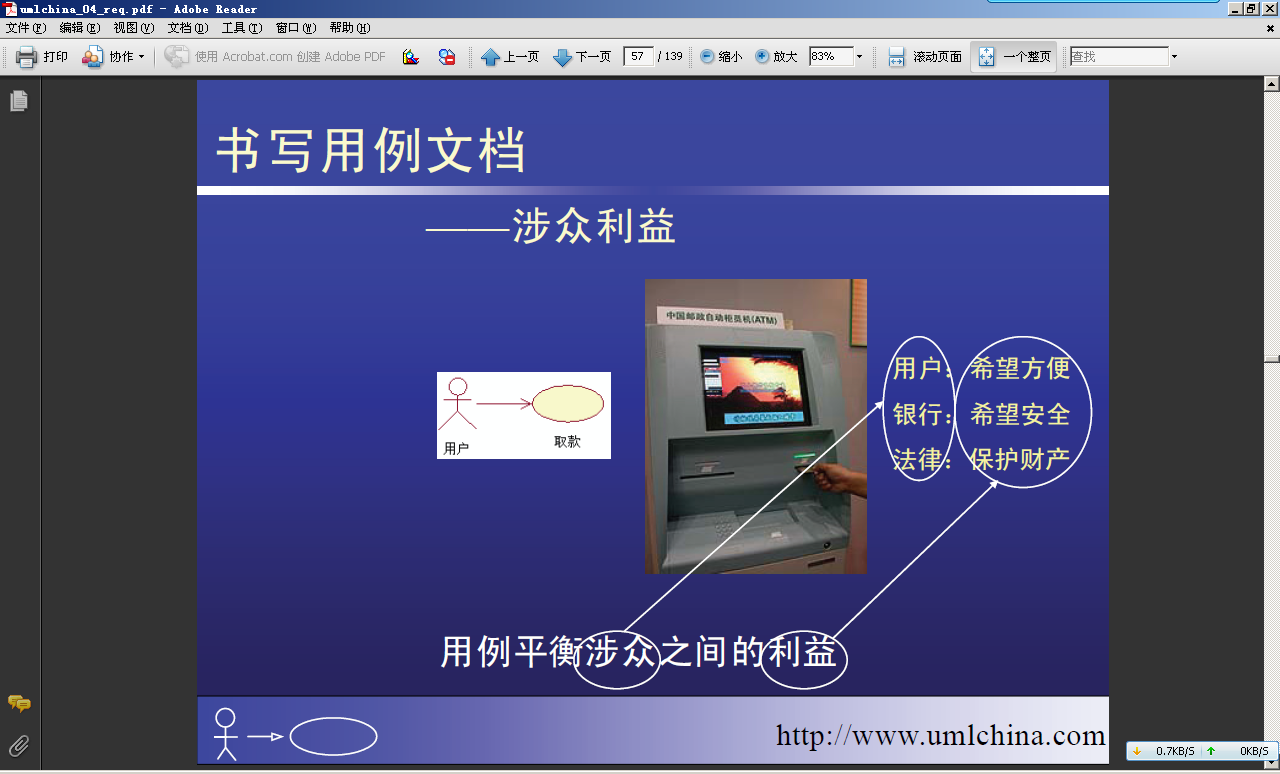 umlchina_04_req.pdf - Adobe Reader
文件(F) 编辑(E) 视图(V) 文档(D) 工具(T) 窗口(W) 帮助(H)
打印 协作 使用 Acrobat.com 创建 Adobe PDF 上一页 下一页 57 / 139 缩小 放大 83% 滚动页面 一个整页 查找
书写用例文档
——涉众利益
中国邮政自动柜员机(ATM)
用户：希望方便
银行：希望安全
法律：保护财产
用户 取款
用例平衡涉众之间的利益
http://www.umlchina.com
0.7KB/S 0KB/S